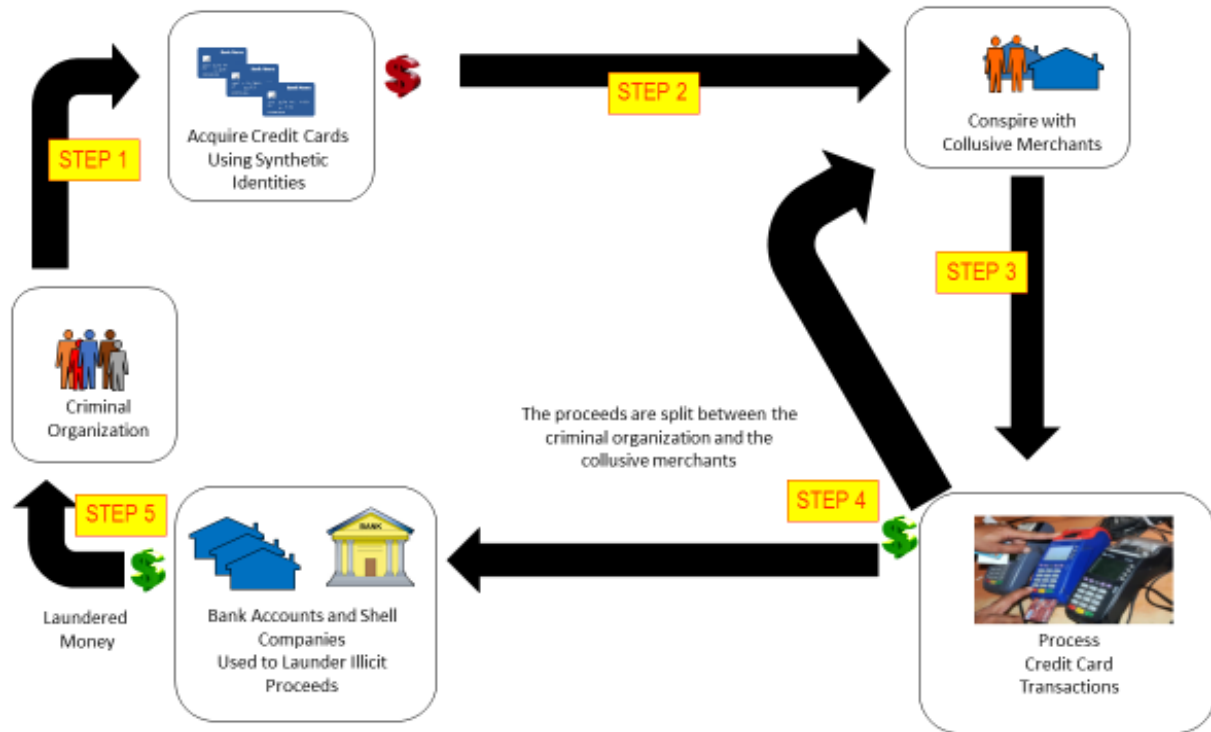 Acquire Credit Cards
Using Synthetic
Identities
STEP 1
STEP 2
Conspire with
Collusive Merchants
STEP 3
Criminal
Organization
The proceeds are split between the
criminal organization and the
collusive merchants
STEP 4
STEP 5
Laundered
Money
BANK
Bank Accounts and Shell
Companies
Used to Launder Illicit
Proceeds
Process
Credit Card
Transactions